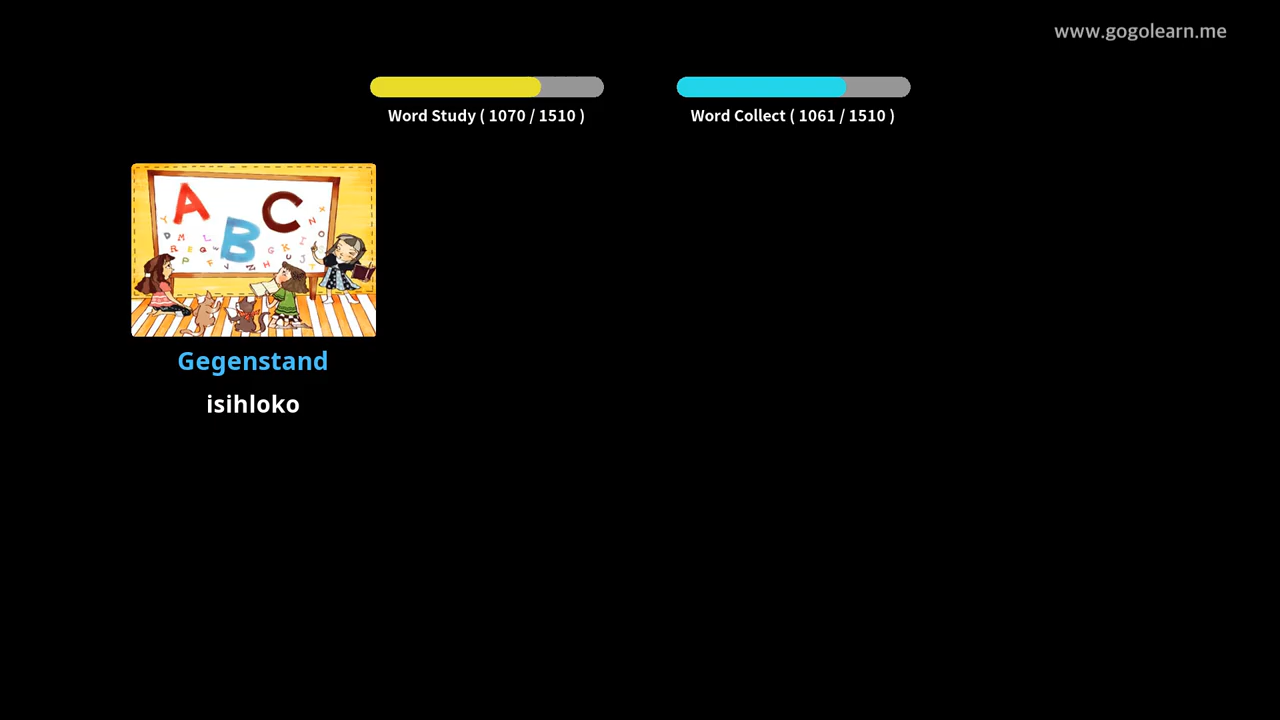 www.gogolearn.me
Word Study ( 1070 / 1510 )
Word Collect ( 1061 / 1510 )
A B C
Gegenstand
isihloko